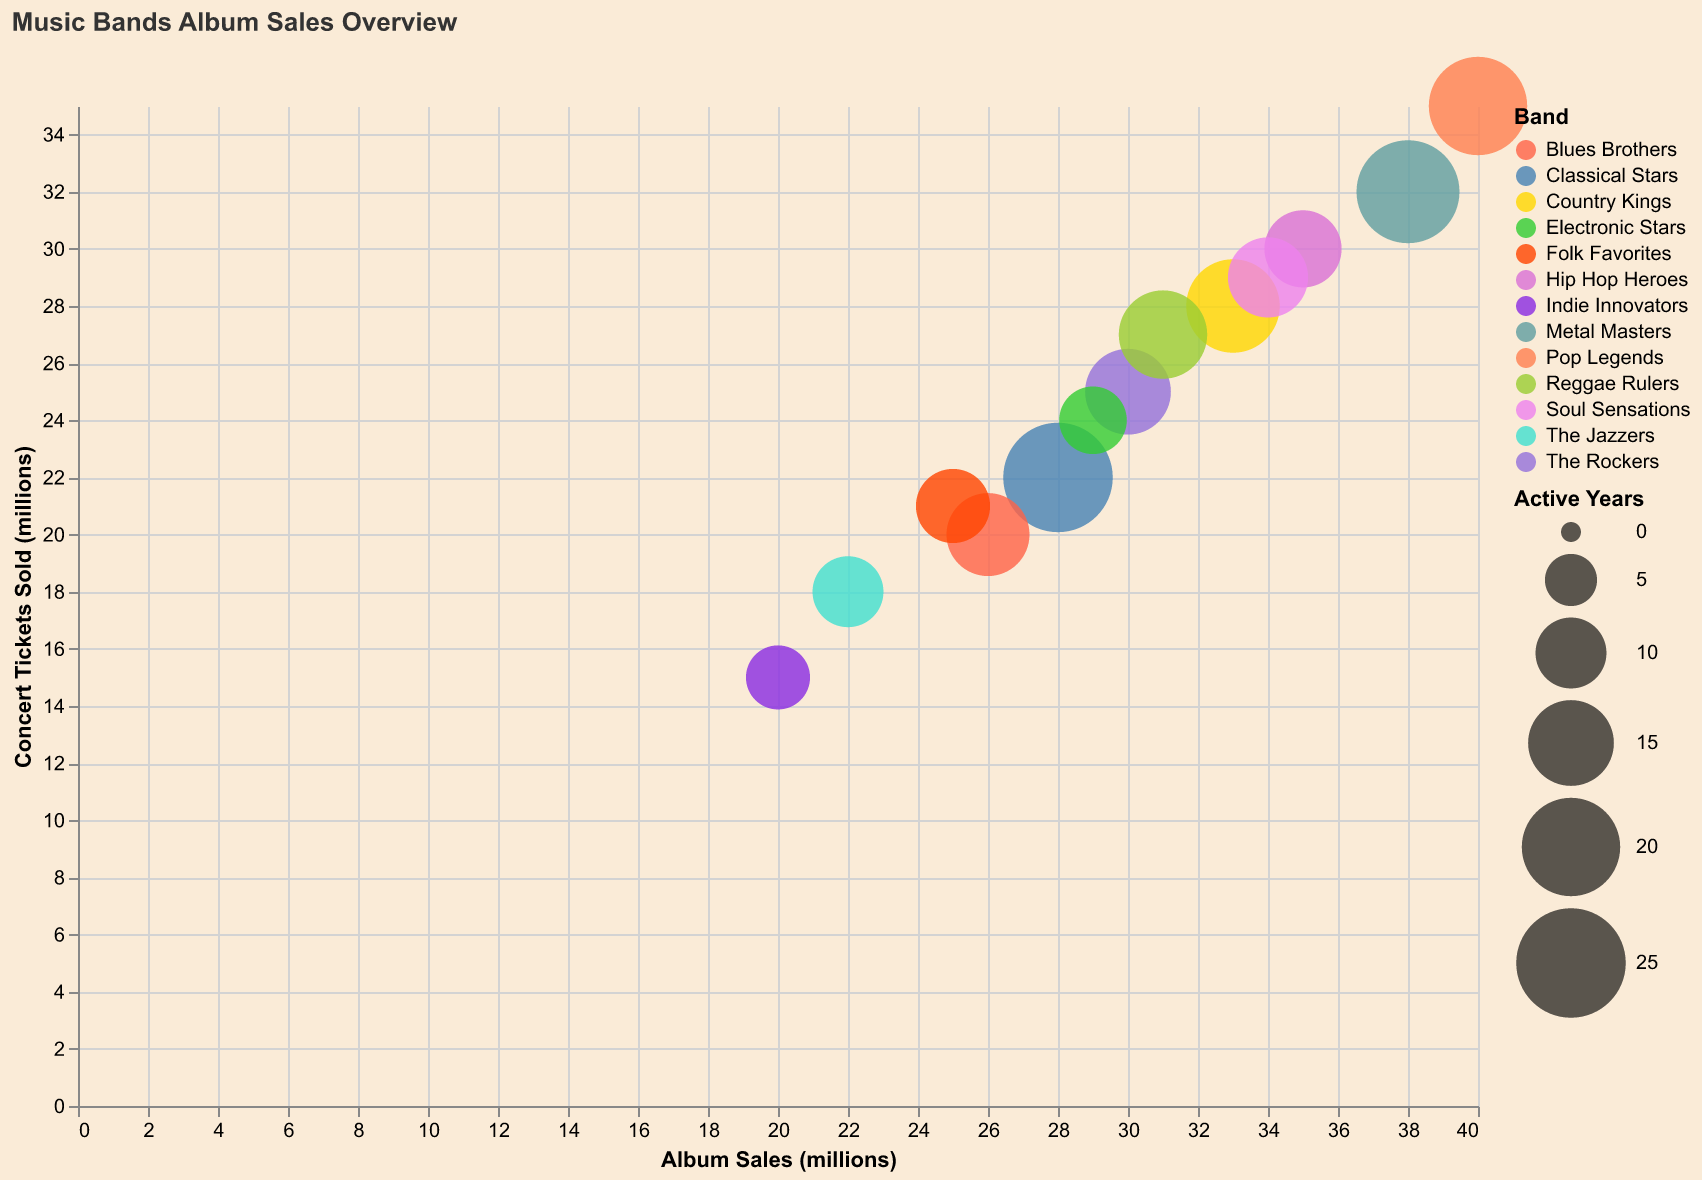 Music Bands Album Sales Overview
Concert Tickets Sold (millions)
34
32
30
28
26
24
22
20
18
16
14
12
10
8
6
4
2
0
0 2 4 6 8 10 12 14 16 18 20 22 24 26 28 30 32 34 36 38 40
Album Sales (millions)
Band
Blues Brothers
Classical Stars
Country Kings
Electronic Stars
Folk Favorites
Hip Hop Heroes
Indie Innovators
Metal Masters
Pop Legends
Reggae Rulers
Soul Sensations
The Jazzers
The Rockers
Active Years
0
5
10
15
20
25